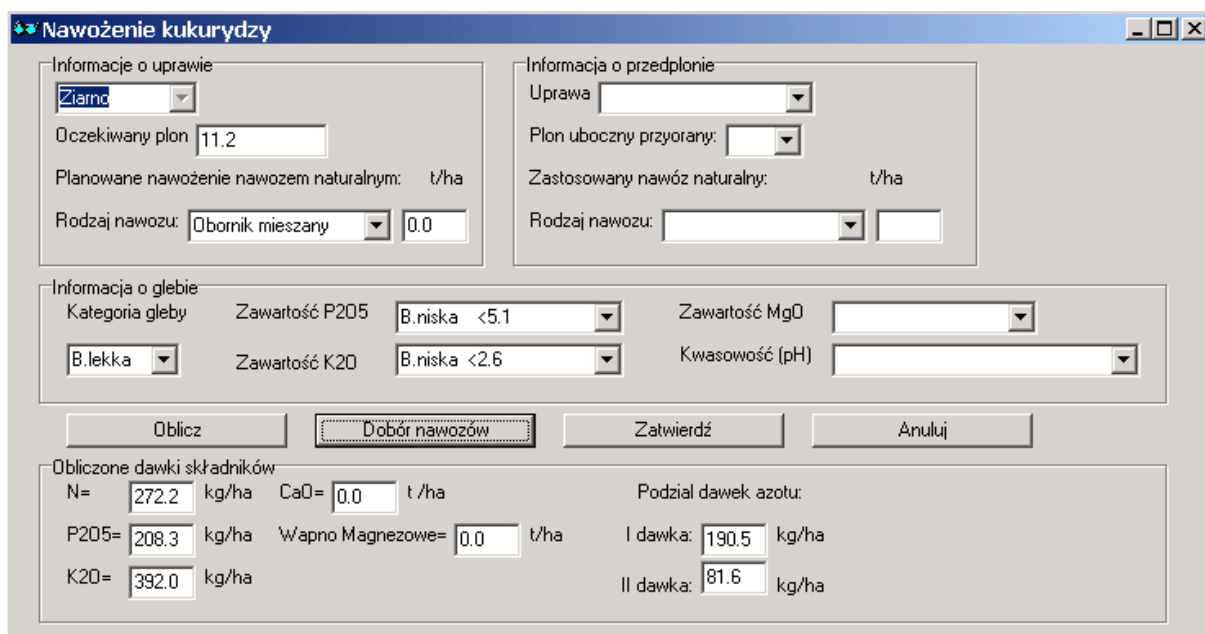 Nawożenie kukurydzy
Informacje o uprawie
Ziarno
Oczekiwany plon 11.2
Planowane nawożenie nawozem naturalnym: t/ha
Rodzaj nawozu: Obornik mieszany 0.0
Informacja o przedplonie
Uprawa
Plon uboczny przyorany:
Zastosowany nawóz naturalny: t/ha
Rodzaj nawozu:
Informacja o glebie
Kategoria gleby Zawartość P2O5 B.niska <5.1 Zawartość MgO
B.lekka Zawartość K2O B.niska <2.6 Kwasowość (pH)
Oblicz Dobór nawozów Zatwierdź Anuluj
Obliczone dawki składników
N= 272.2 kg/ha CaO= 0.0 t /ha Podzial dawek azotu:
P2O5= 208.3 kg/ha Wapno Magnezowe= 0.0 t/ha I dawka: 190.5 kg/ha
K2O= 392.0 kg/ha II dawka: 81.6 kg/ha